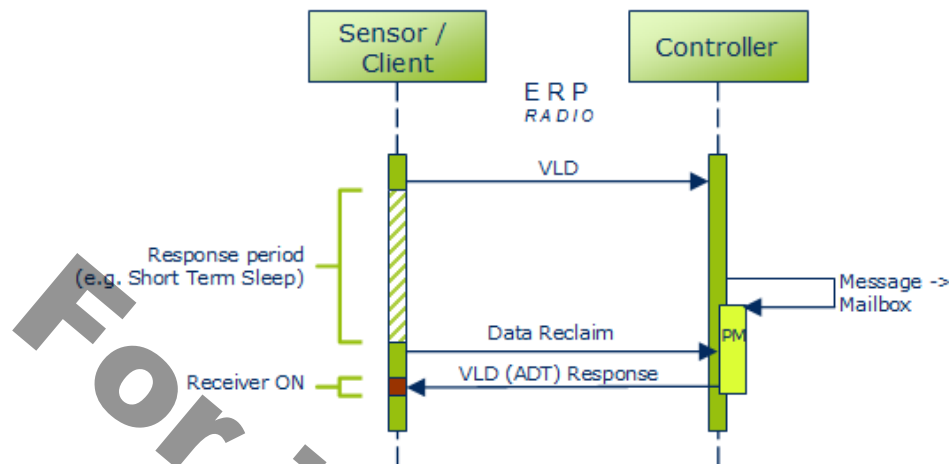 Sensor /
Client
Controller
E R P
RADIO
VLD
Response period
(e.g. Short Term Sleep)
Message ->
Mailbox
PM
Data Reclaim
VLD (ADT) Response
Receiver ON
For